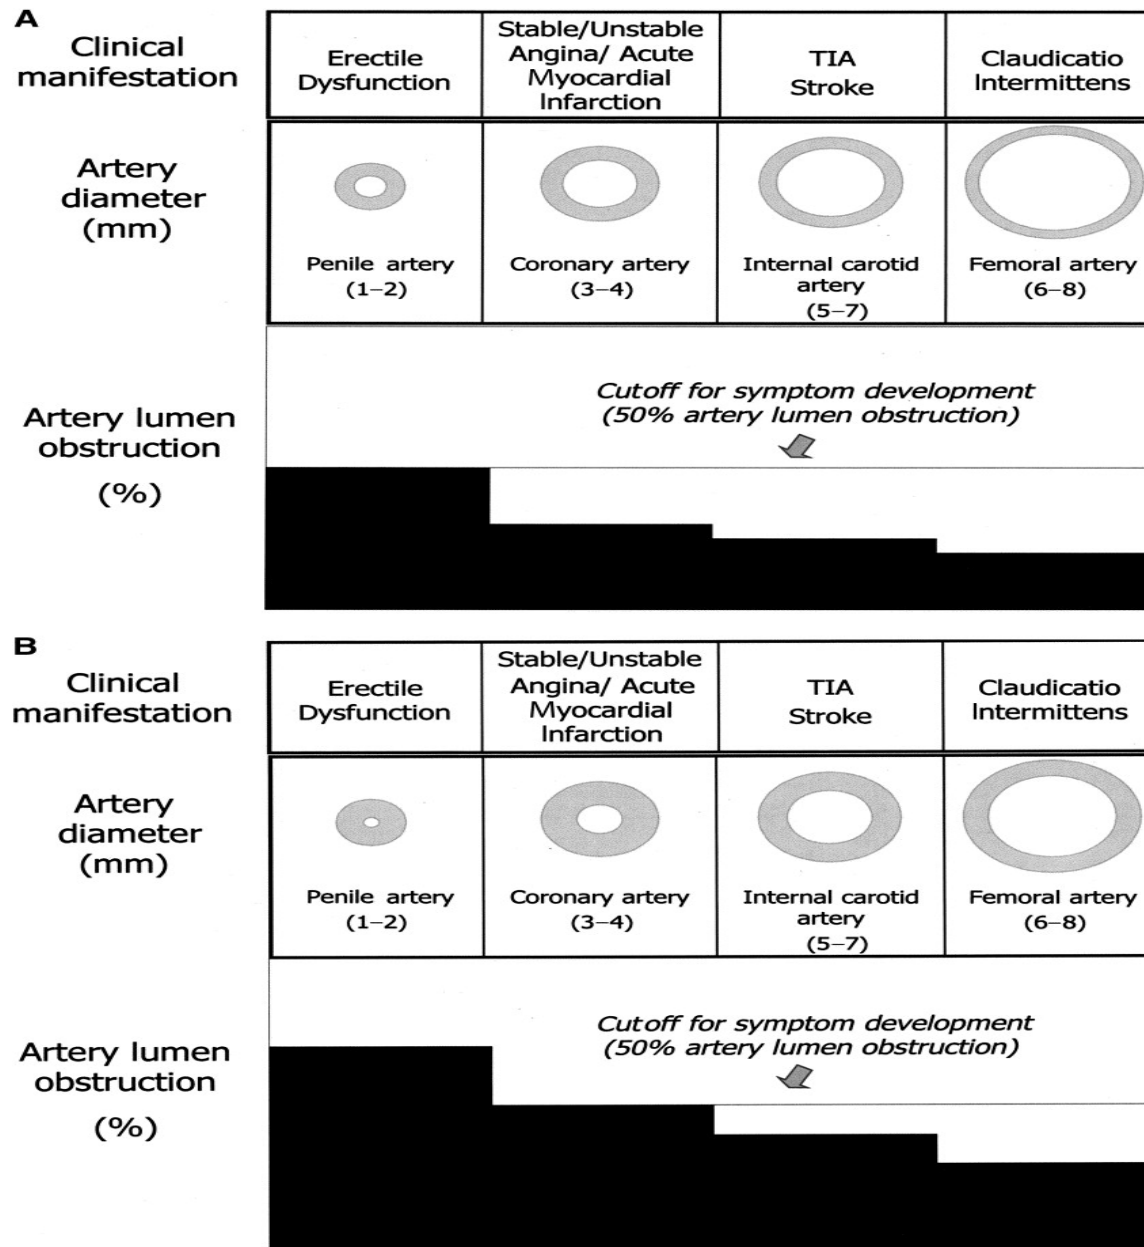 A
Clinical
manifestation
Erectile
Dysfunction
Stable/Unstable
Angina/ Acute
Myocardial
Infarction
TIA
Stroke
Claudicatio
Intermittens
Artery
diameter
(mm)
Penile artery
(1–2)
Coronary artery
(3–4)
Internal carotid
artery
(5–7)
Femoral artery
(6–8)
Artery lumen
obstruction
(%)
Cutoff for symptom development
(50% artery lumen obstruction)
B
Clinical
manifestation
Erectile
Dysfunction
Stable/Unstable
Angina/ Acute
Myocardial
Infarction
TIA
Stroke
Claudicatio
Intermittens
Artery
diameter
(mm)
Penile artery
(1–2)
Coronary artery
(3–4)
Internal carotid
artery
(5–7)
Femoral artery
(6–8)
Artery lumen
obstruction
(%)
Cutoff for symptom development
(50% artery lumen obstruction)